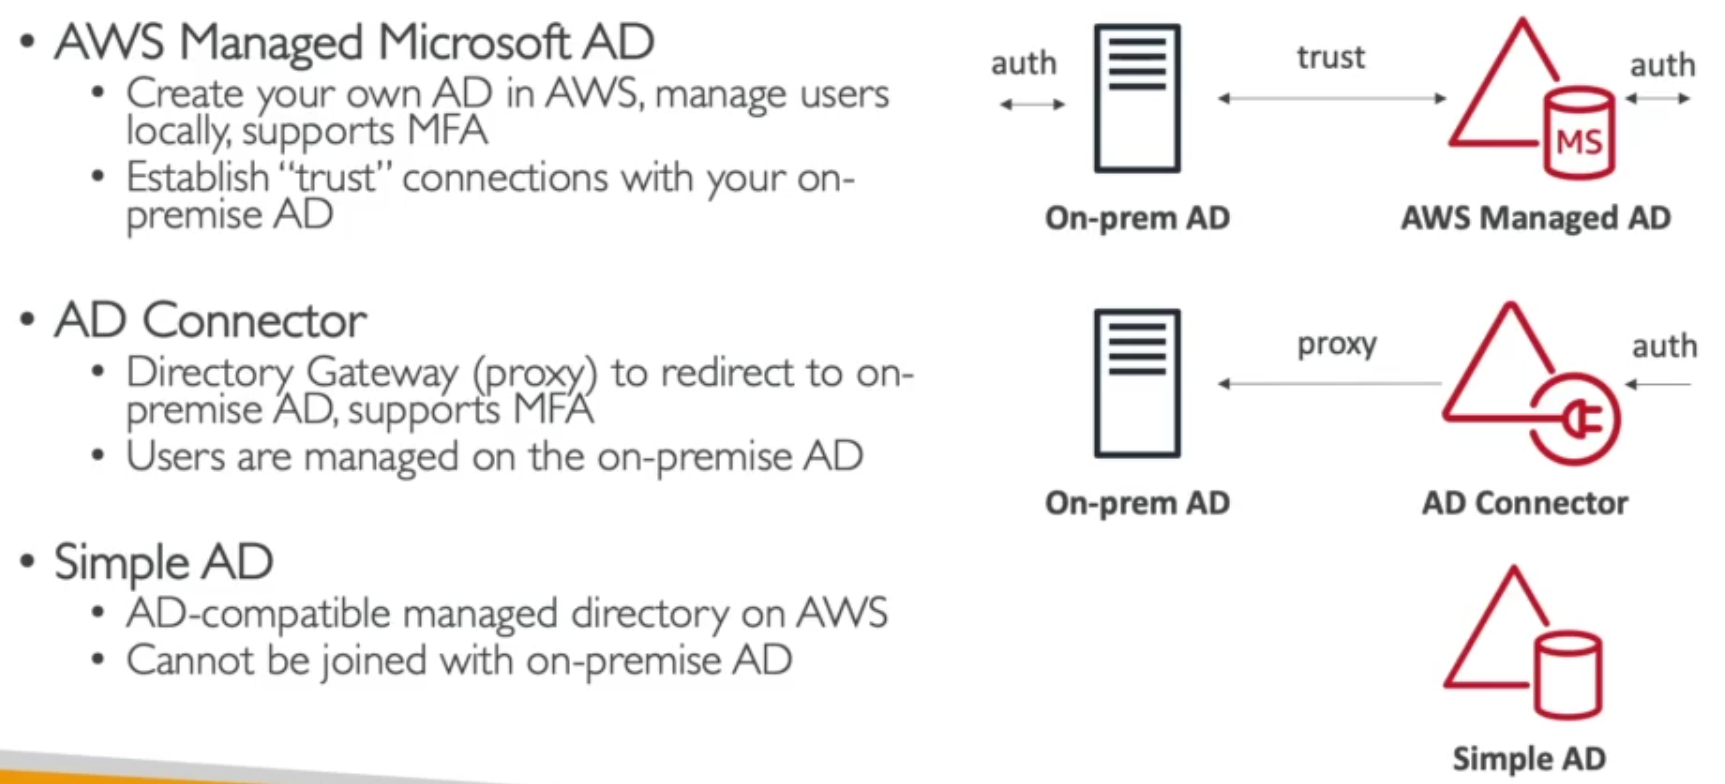 • AWS Managed Microsoft AD
• Create your own AD in AWS, manage users
locally, supports MFA
• Establish “trust” connections with your on-
premise AD
auth
trust
auth
MS
On-prem AD
AWS Managed AD
• AD Connector
• Directory Gateway (proxy) to redirect to on-
premise AD, supports MFA
• Users are managed on the on-premise AD
proxy
auth
On-prem AD
AD Connector
• Simple AD
• AD-compatible managed directory on AWS
• Cannot be joined with on-premise AD
Simple AD